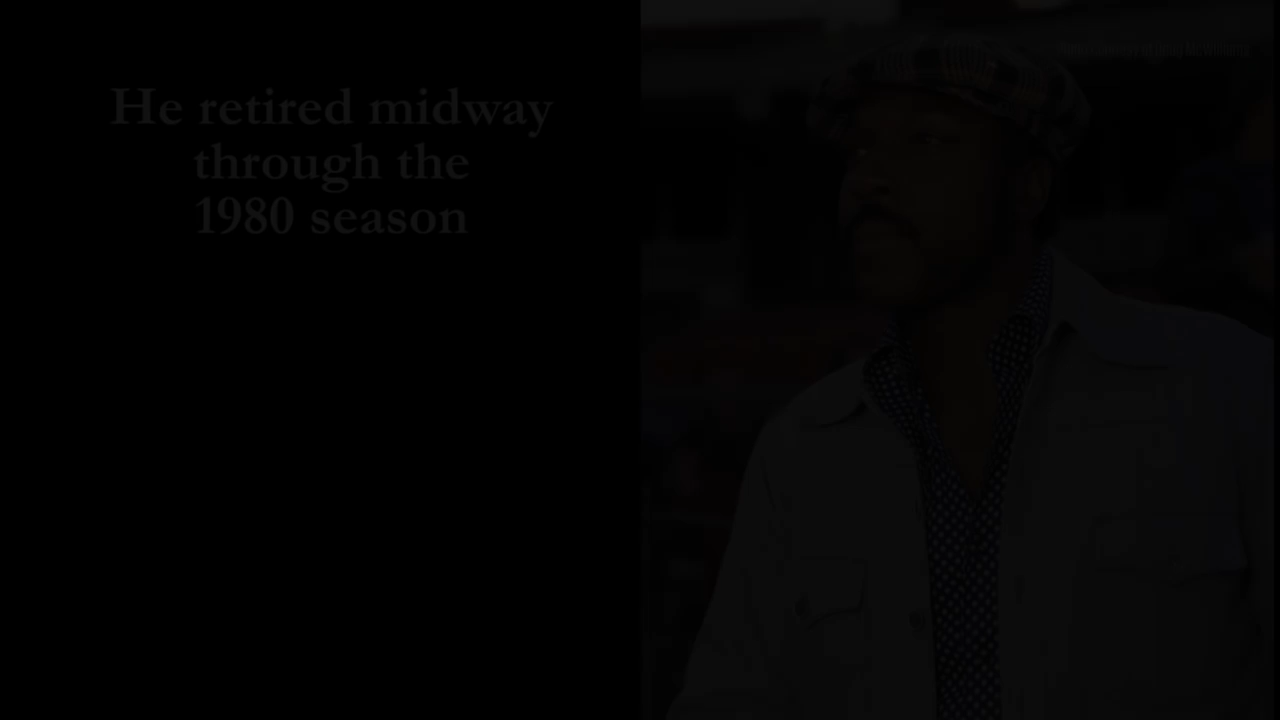 He retired midway
through the
1980 season